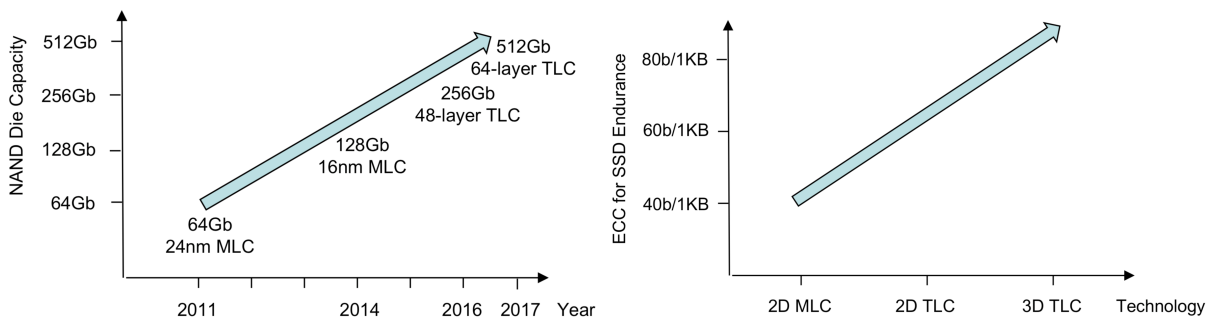 NAND Die Capacity
512Gb
256Gb
128Gb
64Gb
512Gb
64-layer TLC
256Gb
48-layer TLC
128Gb
16nm MLC
64Gb
24nm MLC
2011
2014
2016
2017
Year
ECC for SSD Endurance
80b/1KB
60b/1KB
40b/1KB
2D MLC
2D TLC
3D TLC
Technology